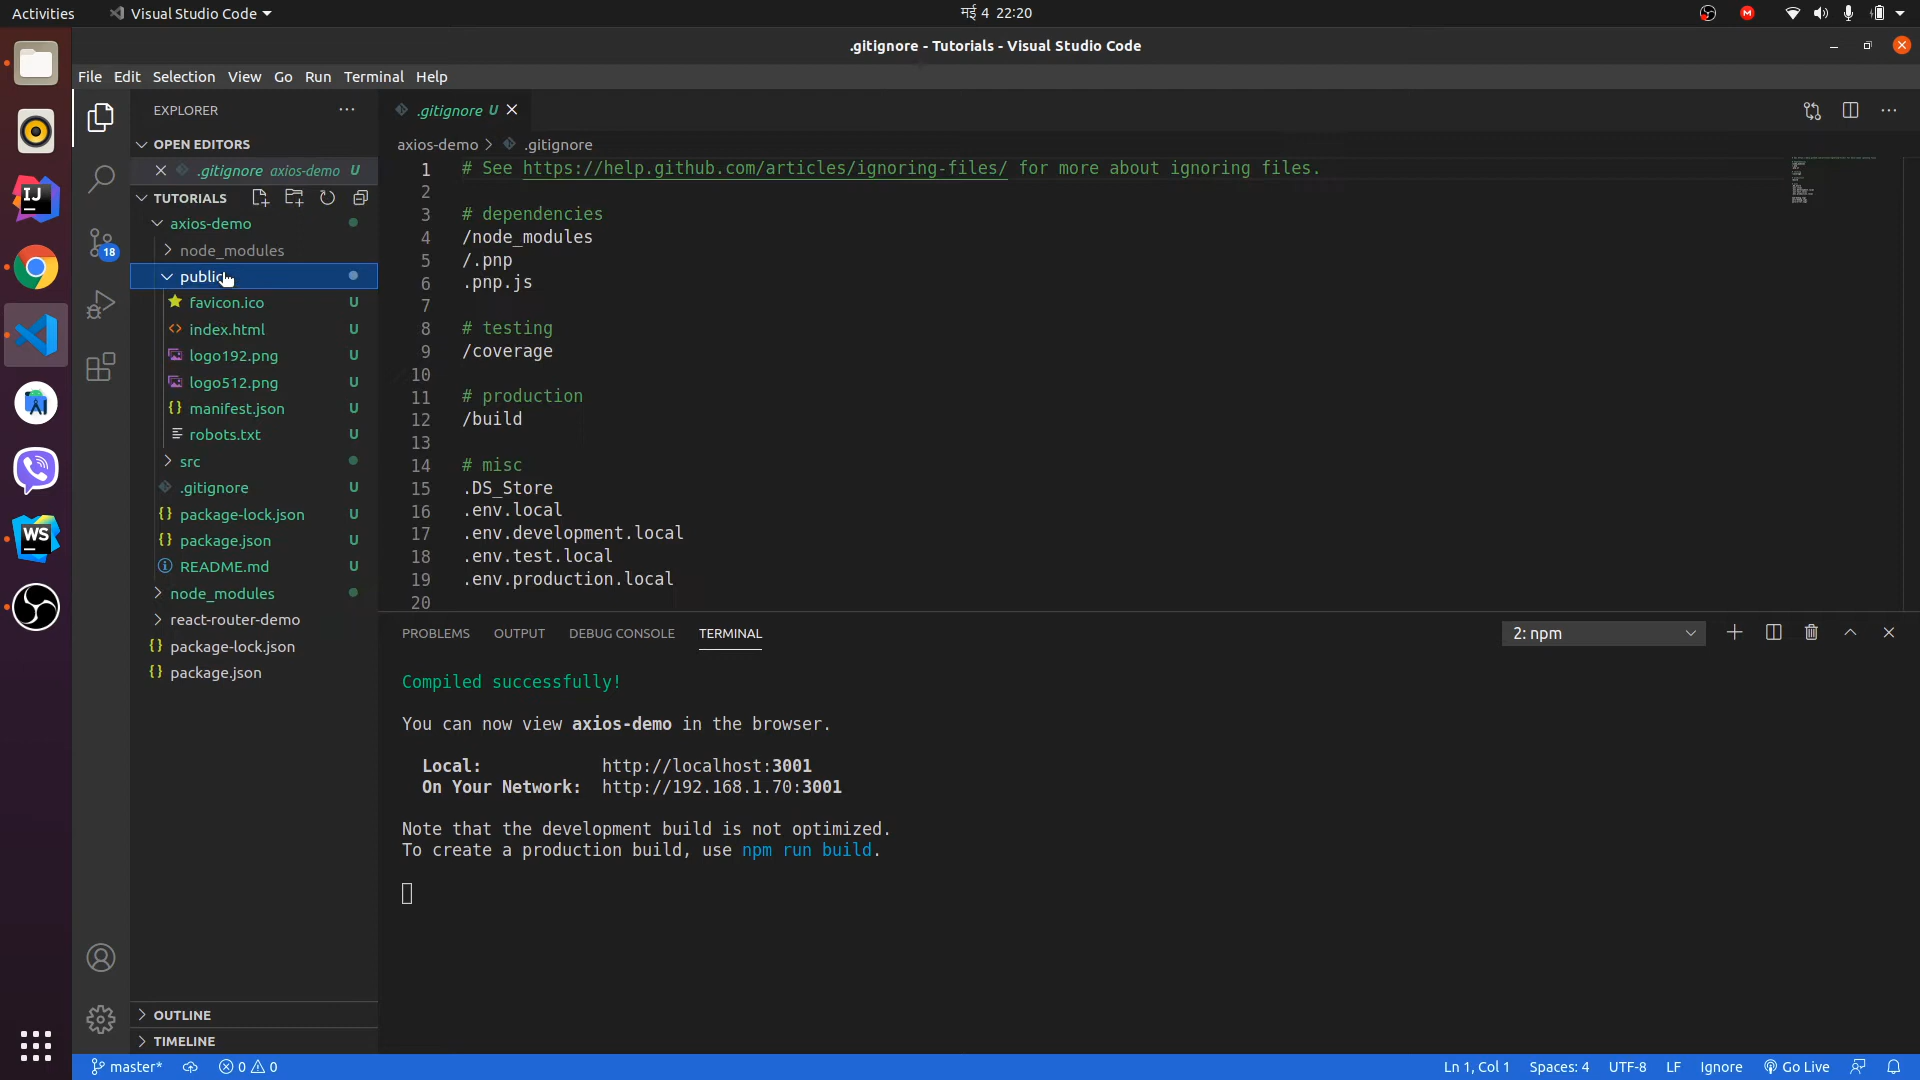 Activities
Visual Studio Code
मई 4 22:20
M
.gitignore - Tutorials - Visual Studio Code
File Edit Selection View Go Run Terminal Help
EXPLORER
OPEN EDITORS
.gitignore axios-demo U
TUTORIALS
axios-demo
node_modules
public
favicon.ico U
index.html U
logo192.png U
logo512.png U
manifest.json U
robots.txt U
src
.gitignore U
package-lock.json U
package.json U
README.md U
node_modules
react-router-demo
package-lock.json
package.json
OUTLINE
TIMELINE
18
IJ
WS
.gitignore U
axios-demo > .gitignore
1 # See https://help.github.com/articles/ignoring-files/ for more about ignoring files.
2
3 # dependencies
4 /node_modules
5 /.pnp
6 .pnp.js
7
8 # testing
9 /coverage
10
11 # production
12 /build
13
14 # misc
15 .DS_Store
16 .env.local
17 .env.development.local
18 .env.test.local
19 .env.production.local
20
PROBLEMS OUTPUT DEBUG CONSOLE TERMINAL
2: npm
Compiled successfully!
You can now view axios-demo in the browser.
Local: http://localhost:3001
On Your Network: http://192.168.1.70:3001
Note that the development build is not optimized.
To create a production build, use npm run build.
master* 0 0
Ln 1, Col 1 Spaces: 4 UTF-8 LF Ignore Go Live